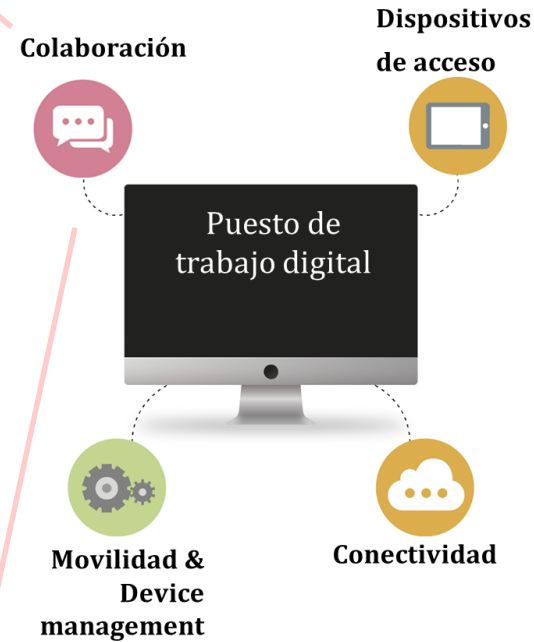 Dispositivos
de acceso
Colaboración
Puesto de
trabajo digital
Movilidad &
Device
management
Conectividad